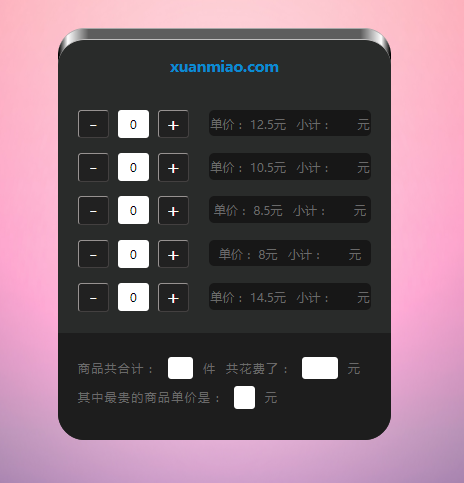 xuanmiao.com
- 0 + 单价： 12.5元 小计： 元
- 0 + 单价： 10.5元 小计： 元
- 0 + 单价： 8.5元 小计： 元
- 0 + 单价： 8元 小计： 元
- 0 + 单价： 14.5元 小计： 元
商品共合计： 件 共花费了： 元
其中最贵的商品单价是： 元